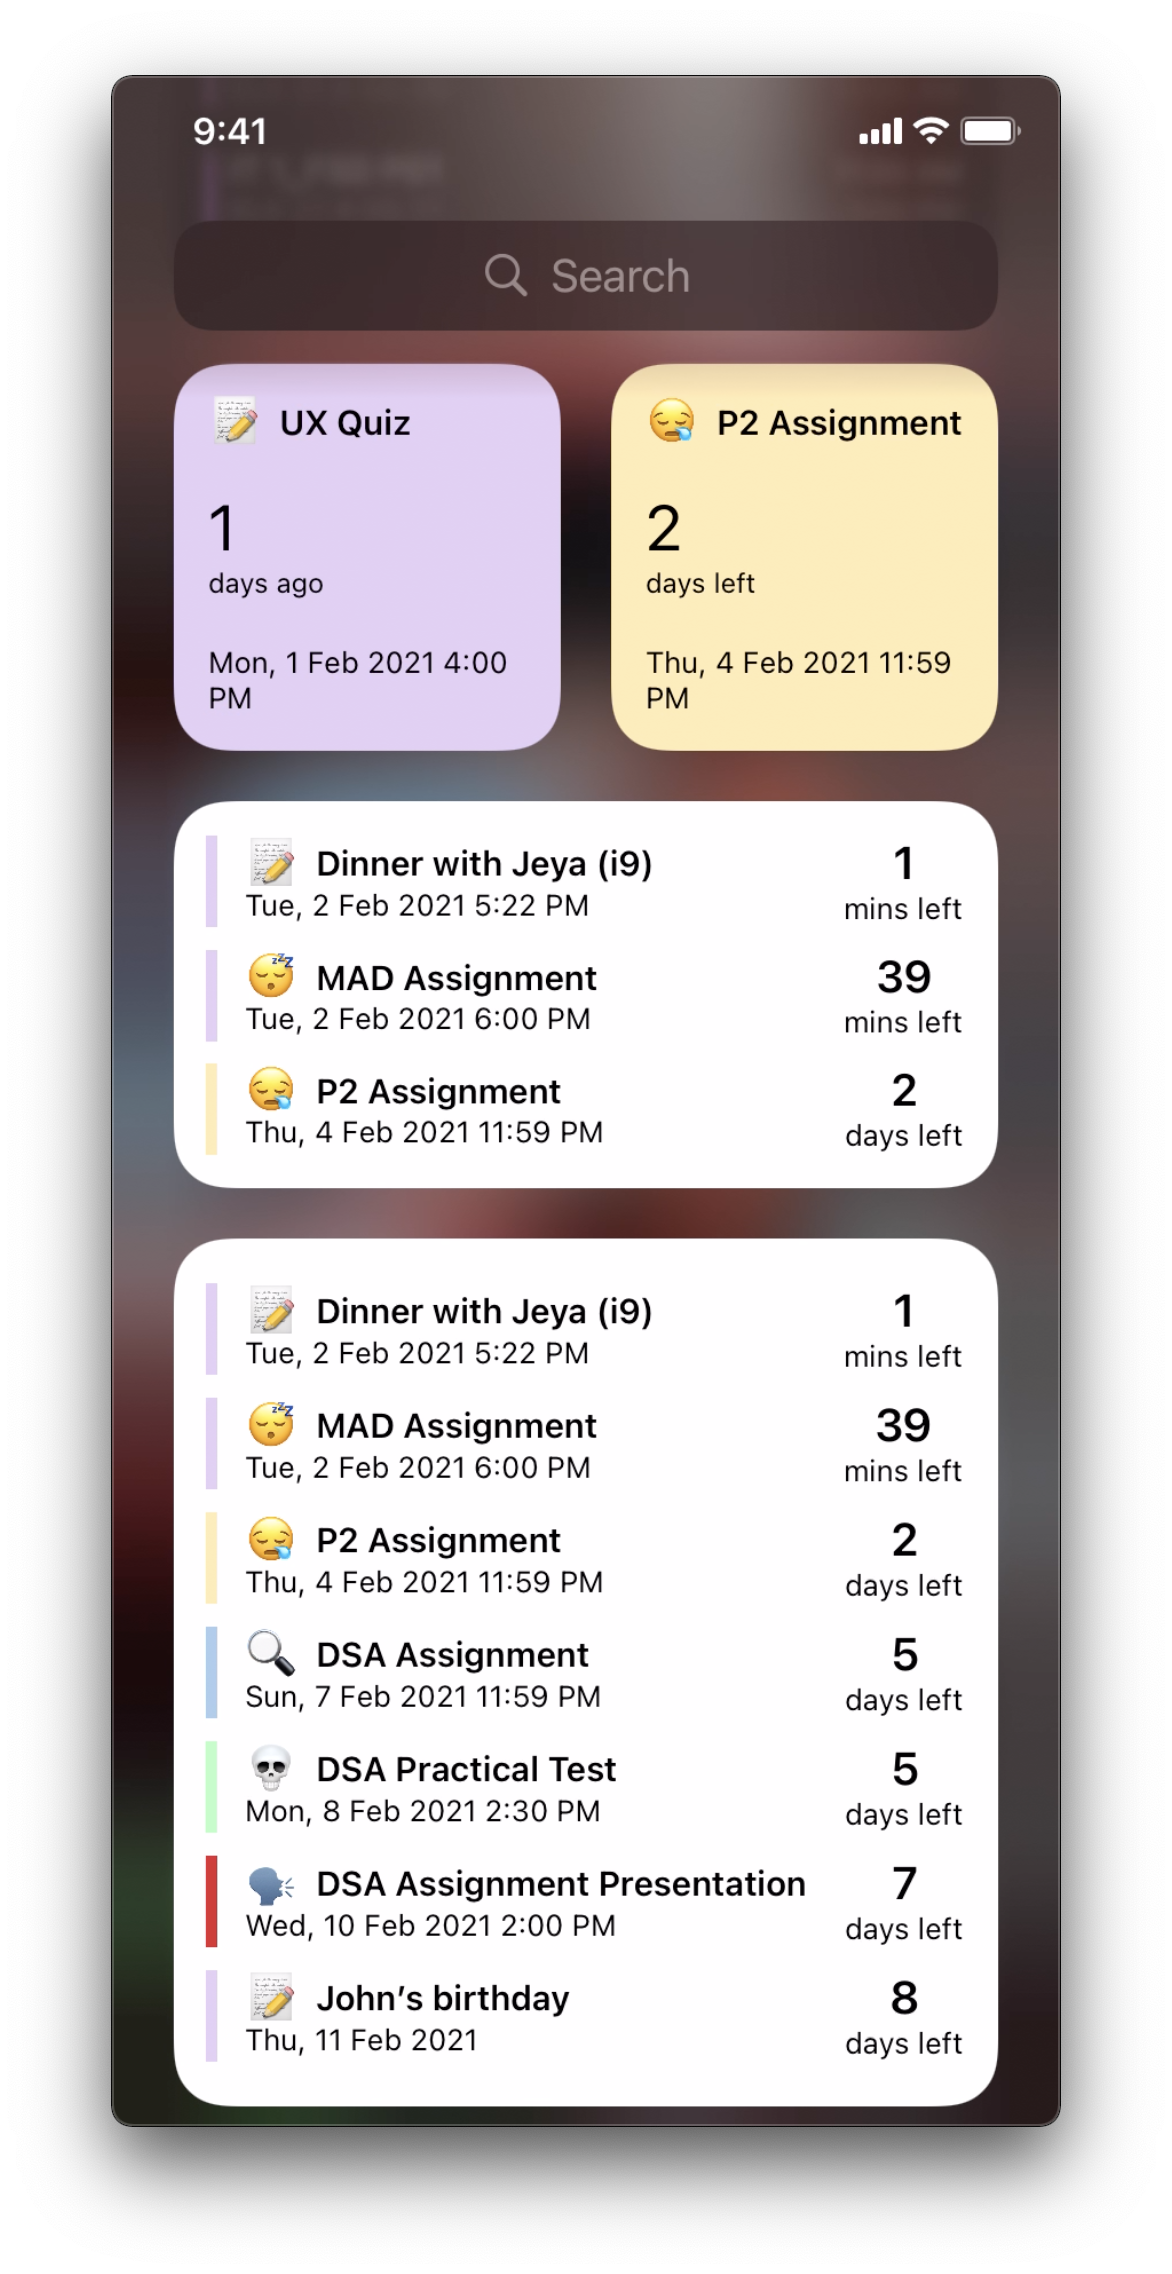 9:41
Search
UX Quiz
1
days ago
Mon, 1 Feb 2021 4:00
PM
P2 Assignment
2
days left
Thu, 4 Feb 2021 11:59
PM
Dinner with Jeya (i9)
Tue, 2 Feb 2021 5:22 PM
1
mins left
MAD Assignment
Tue, 2 Feb 2021 6:00 PM
39
mins left
P2 Assignment
Thu, 4 Feb 2021 11:59 PM
2
days left
Dinner with Jeya (i9)
Tue, 2 Feb 2021 5:22 PM
1
mins left
MAD Assignment
Tue, 2 Feb 2021 6:00 PM
39
mins left
P2 Assignment
Thu, 4 Feb 2021 11:59 PM
2
days left
DSA Assignment
Sun, 7 Feb 2021 11:59 PM
5
days left
DSA Practical Test
Mon, 8 Feb 2021 2:30 PM
5
days left
DSA Assignment Presentation
Wed, 10 Feb 2021 2:00 PM
7
days left
John’s birthday
Thu, 11 Feb 2021
8
days left